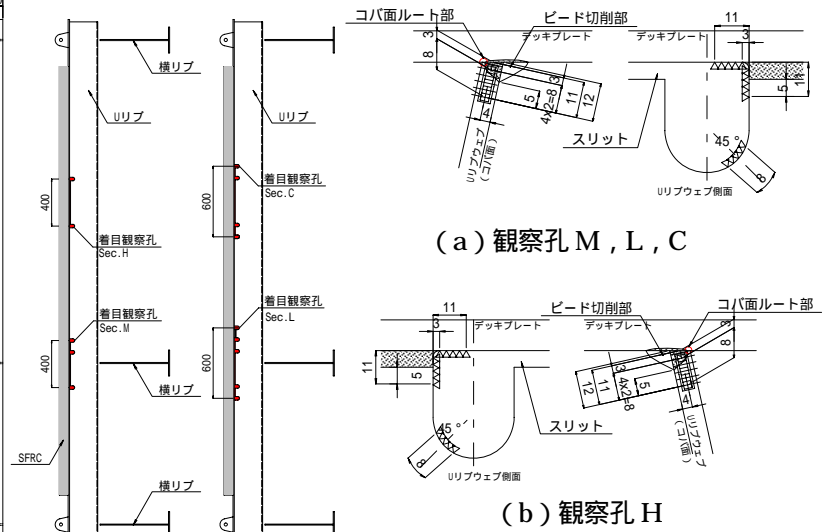 横リブ
Uリブ
400
着目観察孔
Sec.H
着目観察孔
Sec.M
400
横リブ
SFRC
横リブ
Uリブ
着目観察孔
Sec.C
600
着目観察孔
Sec.L
600
コバ面ルート部
ビード切削部
デッキプレート
3
8
3
5
4x2=8
11
12
4
Uリブウェブ
(コバ面)
デッキプレート
11
3
5
11
スリット
45°
8
Uリブウェブ側面
(a) 観察孔 M , L , C
11
3
デッキプレート
11
5
45°
8
Uリブウェブ側面
スリット
ビード切削部
コバ面ルート部
デッキプレート
3
8
12
11
3
4x2=8
5
4
Uリブウェブ
(コバ面)
(b) 観察孔 H